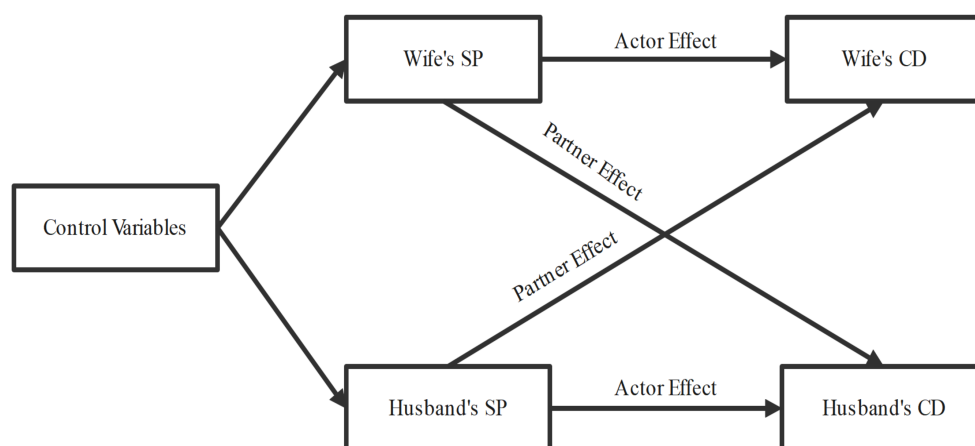 Wife's SP
Actor Effect
Wife's CD
Partner Effect
Control Variables
Partner Effect
Husband's SP
Actor Effect
Husband's CD